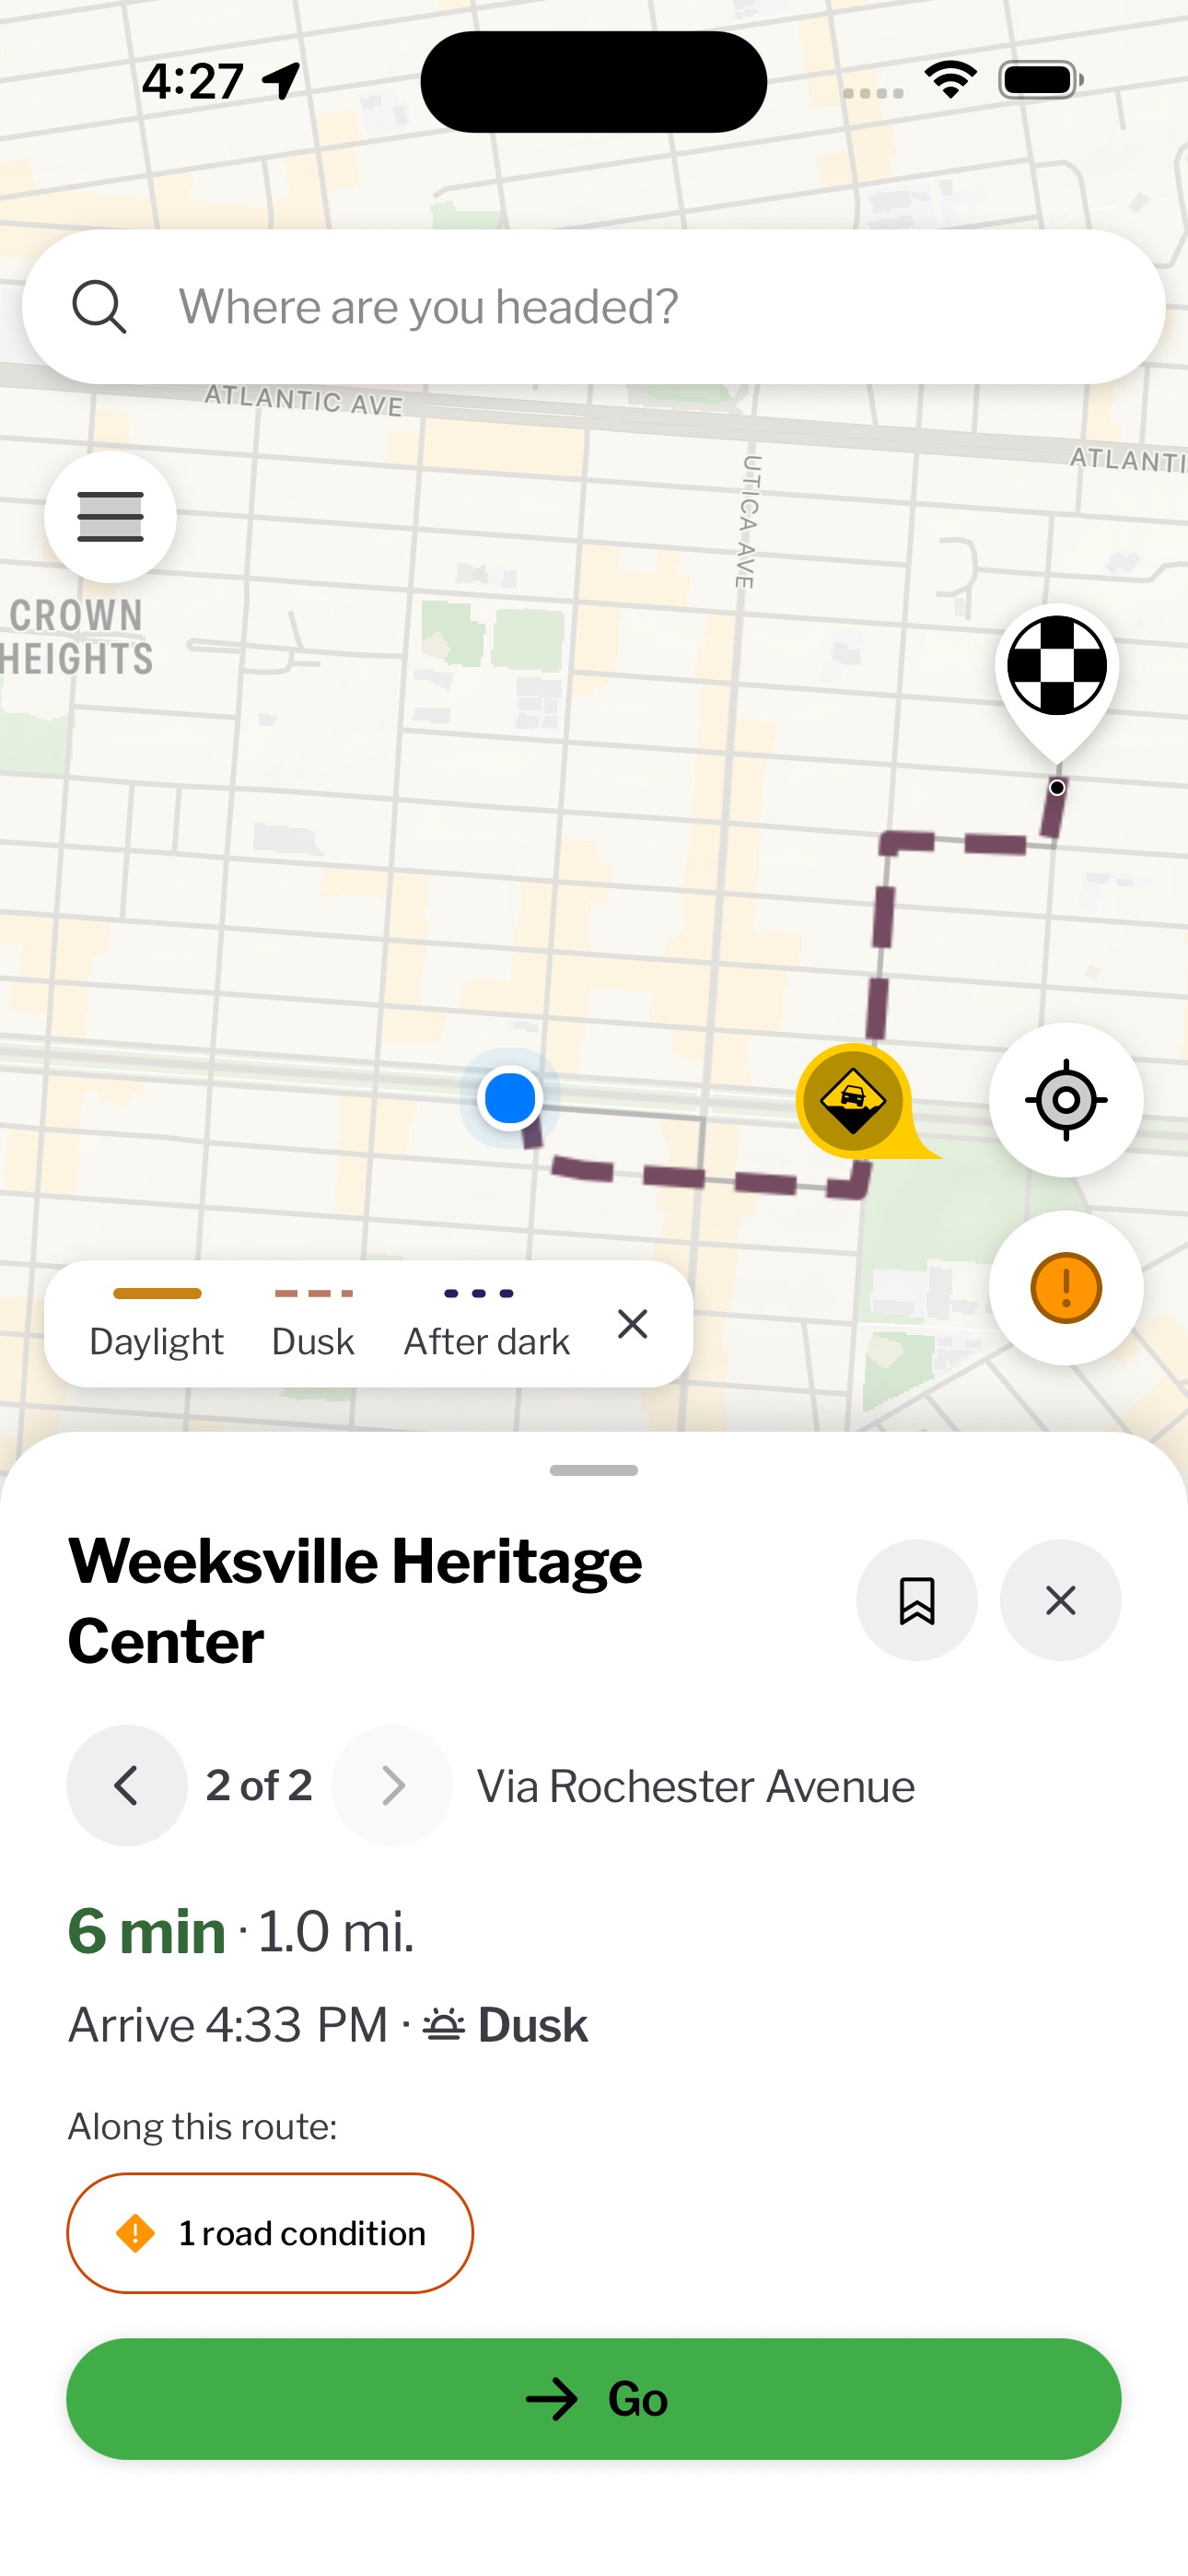 4:27
Where are you headed?
ATLANTIC AVE
ATLANTI
UTICA AVE
CROWN
HEIGHTS
Daylight
Dusk
After dark
Weeksville Heritage
Center
2 of 2
Via Rochester Avenue
6 min · 1.0 mi.
Arrive 4:33 PM · Dusk
Along this route:
1 road condition
Go